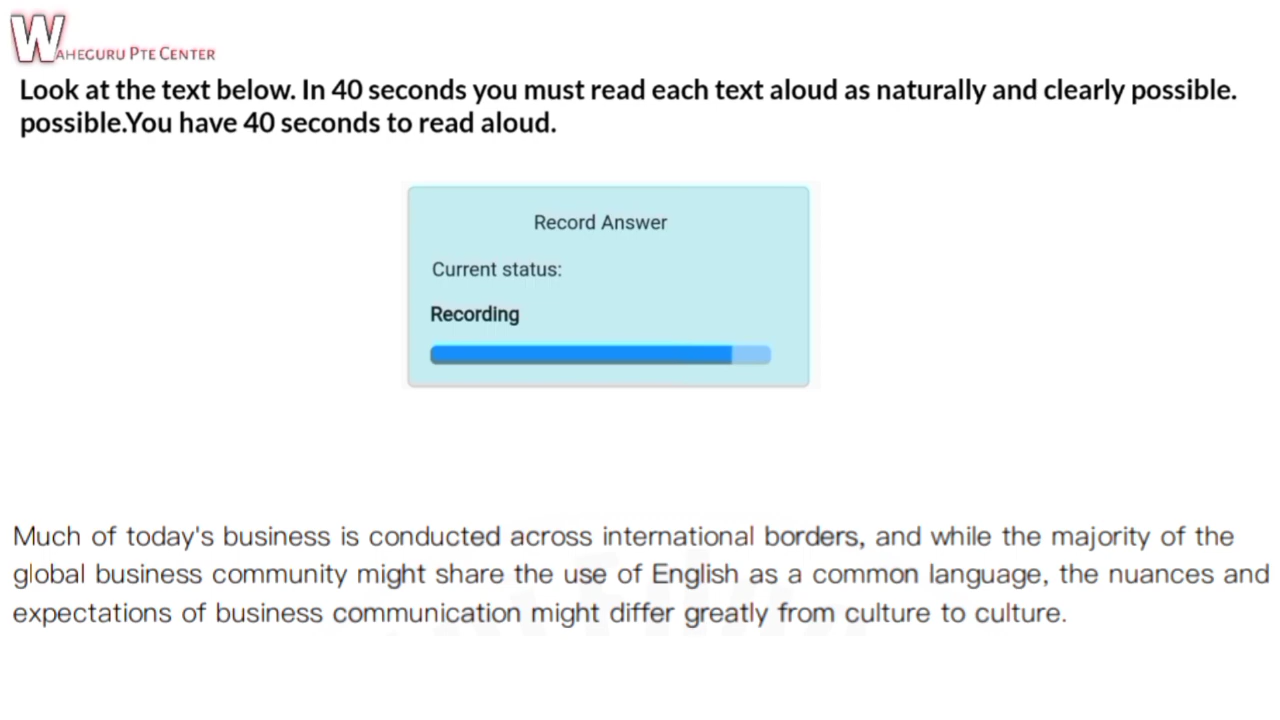 WAHEGURU PTE CENTER
Look at the text below. In 40 seconds you must read each text aloud as naturally and clearly possible.
possible.You have 40 seconds to read aloud.
Record Answer
Current status:
Recording
Much of today's business is conducted across international borders, and while the majority of the
global business community might share the use of English as a common language, the nuances and
expectations of business communication might differ greatly from culture to culture.